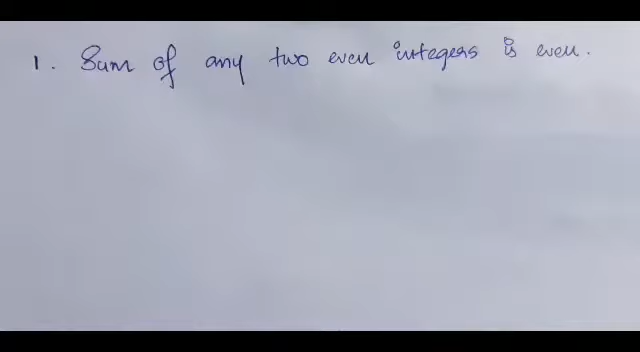 1. Sum of any two even integers is even.